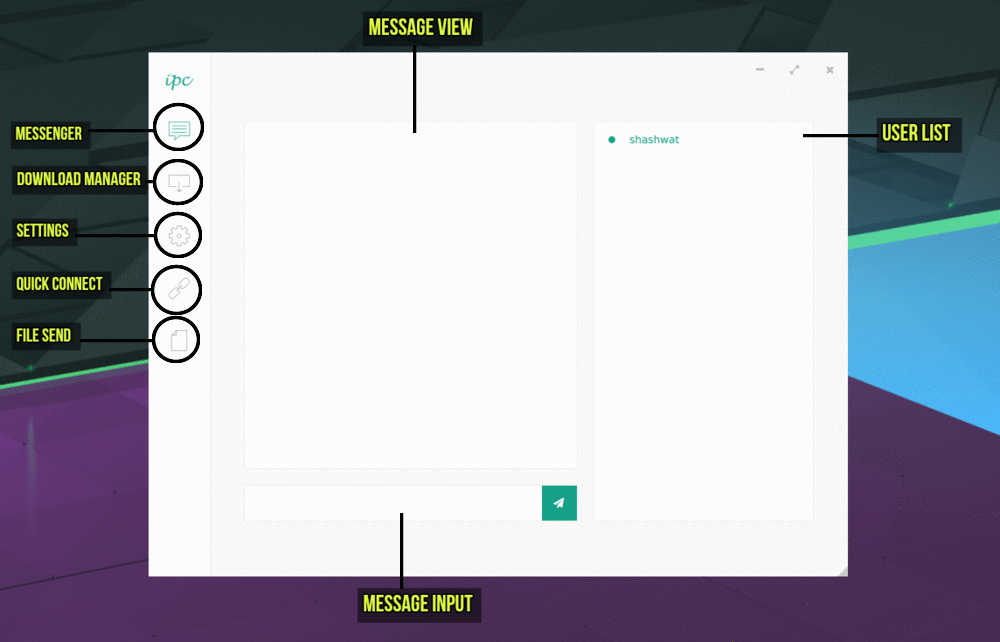 MESSAGE VIEW
ipc
MESSENGER
shashwat
USER LIST
DOWNLOAD MANAGER
SETTINGS
QUICK CONNECT
FILE SEND
MESSAGE INPUT